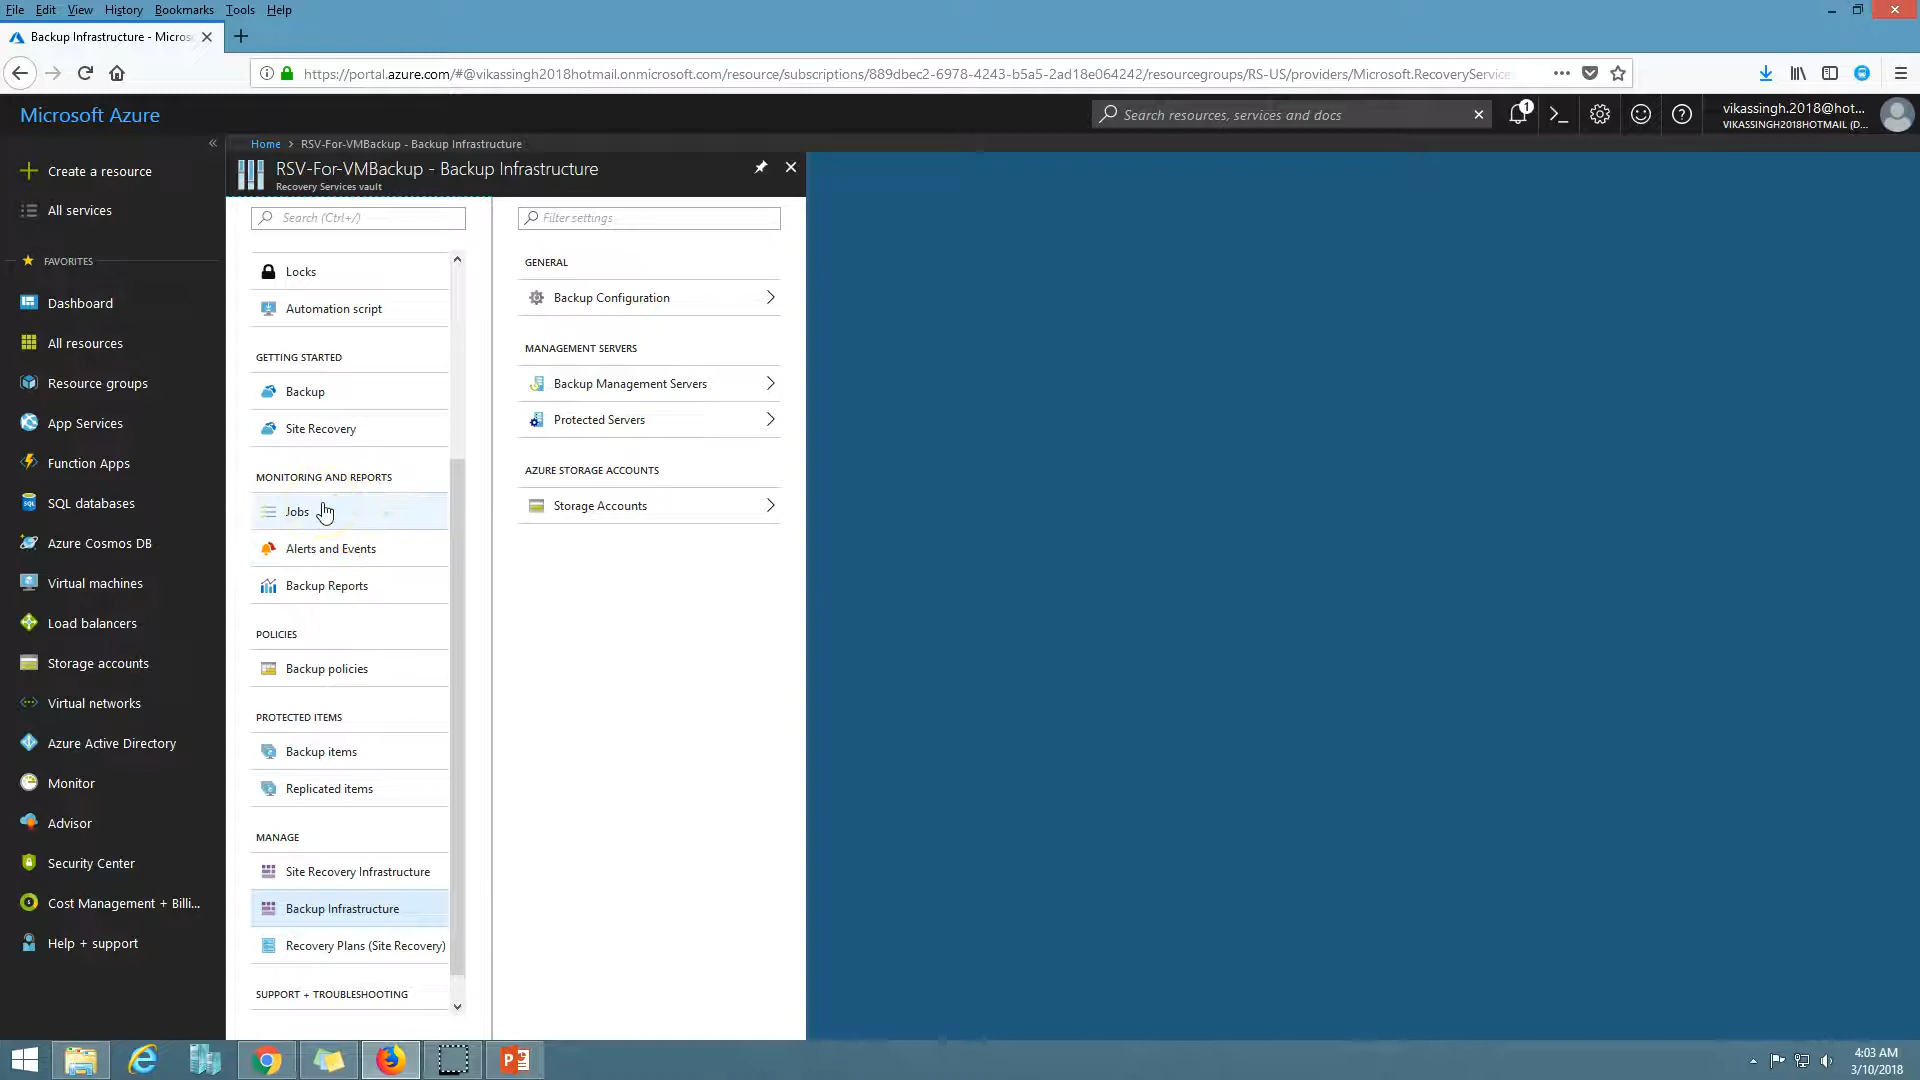 File Edit View History Bookmarks Tools Help
Backup Infrastructure - Micros
https://portal.azure.com/#@vikassingh2018hotmail.onmicrosoft.com/resource/subscriptions/889dbec2-6978-4243-b5a5-2ad18e064242/resourcegroups/RS-US/providers/Microsoft.RecoveryService
Microsoft Azure
Search resources, services and docs
1
vikassingh.2018@hot...
VIKASSINGH2018HOTMAIL (D...
Home > RSV-For-VMBackup - Backup Infrastructure
RSV-For-VMBackup - Backup Infrastructure
Recovery Services vault
Create a resource
All services
FAVORITES
Dashboard
All resources
Resource groups
App Services
Function Apps
SQL databases
Azure Cosmos DB
Virtual machines
Load balancers
Storage accounts
Virtual networks
Azure Active Directory
Monitor
Advisor
Security Center
Cost Management + Billi...
Help + support
Search (Ctrl+/)
Locks
Automation script
GETTING STARTED
Backup
Site Recovery
MONITORING AND REPORTS
Jobs
Alerts and Events
Backup Reports
POLICIES
Backup policies
PROTECTED ITEMS
Backup items
Replicated items
MANAGE
Site Recovery Infrastructure
Backup Infrastructure
Recovery Plans (Site Recovery)
SUPPORT + TROUBLESHOOTING
Filter settings
GENERAL
Backup Configuration
MANAGEMENT SERVERS
Backup Management Servers
Protected Servers
AZURE STORAGE ACCOUNTS
Storage Accounts
4:03 AM
3/10/2018